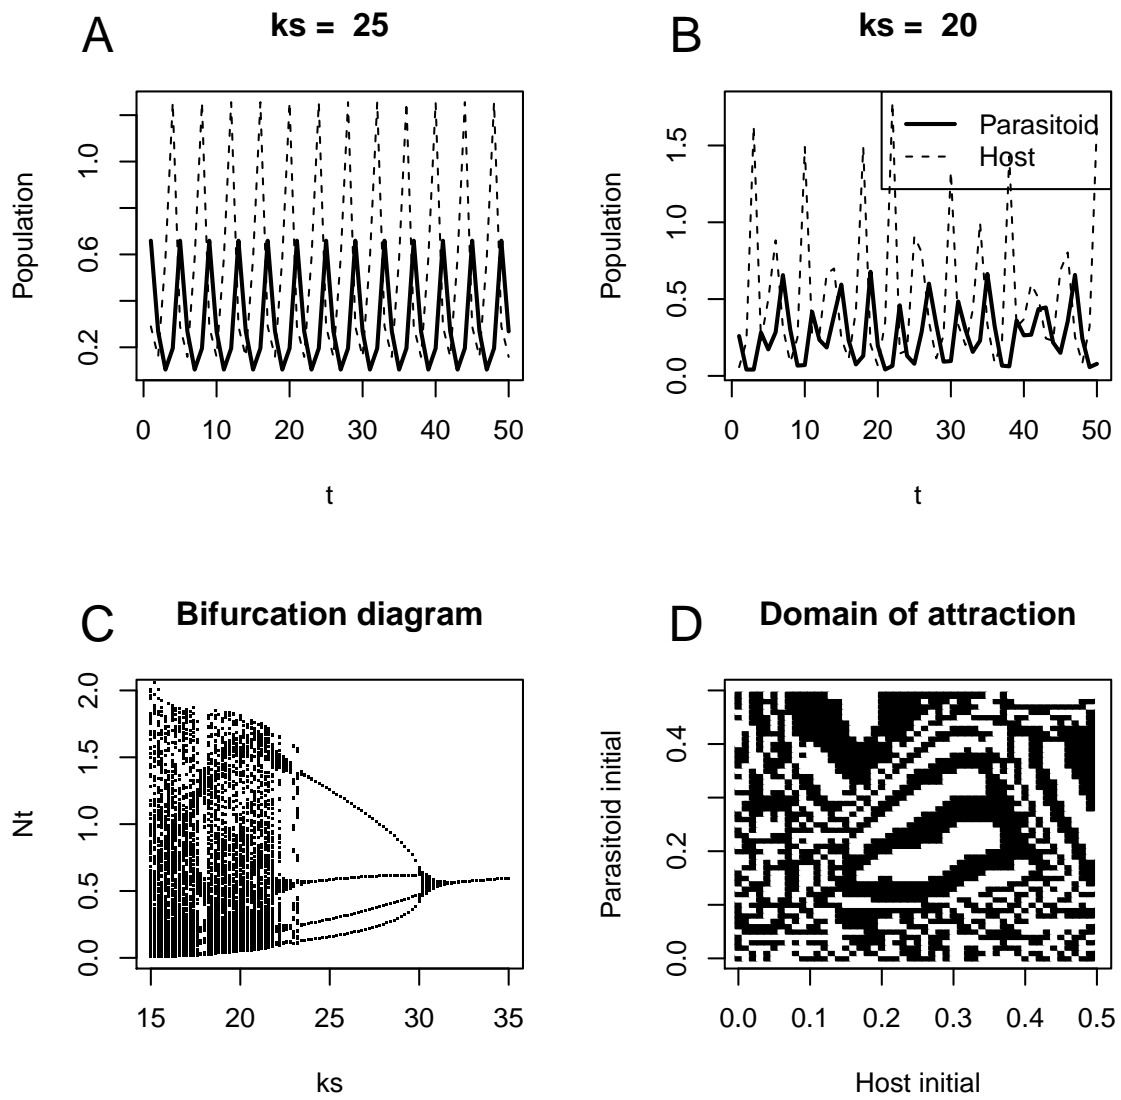 A
ks = 25
Population
0.2
0.6
1.0
0 10 20 30 40 50
t
B
ks = 20
Population
0.0
0.5
1.0
1.5
Parasitoid
Host
0 10 20 30 40 50
t
C
Bifurcation diagram
Nt
0.0
0.5
1.0
1.5
2.0
15 20 25 30 35
ks
D
Domain of attraction
Parasitoid initial
0.0
0.2
0.4
0.0 0.1 0.2 0.3 0.4 0.5
Host initial